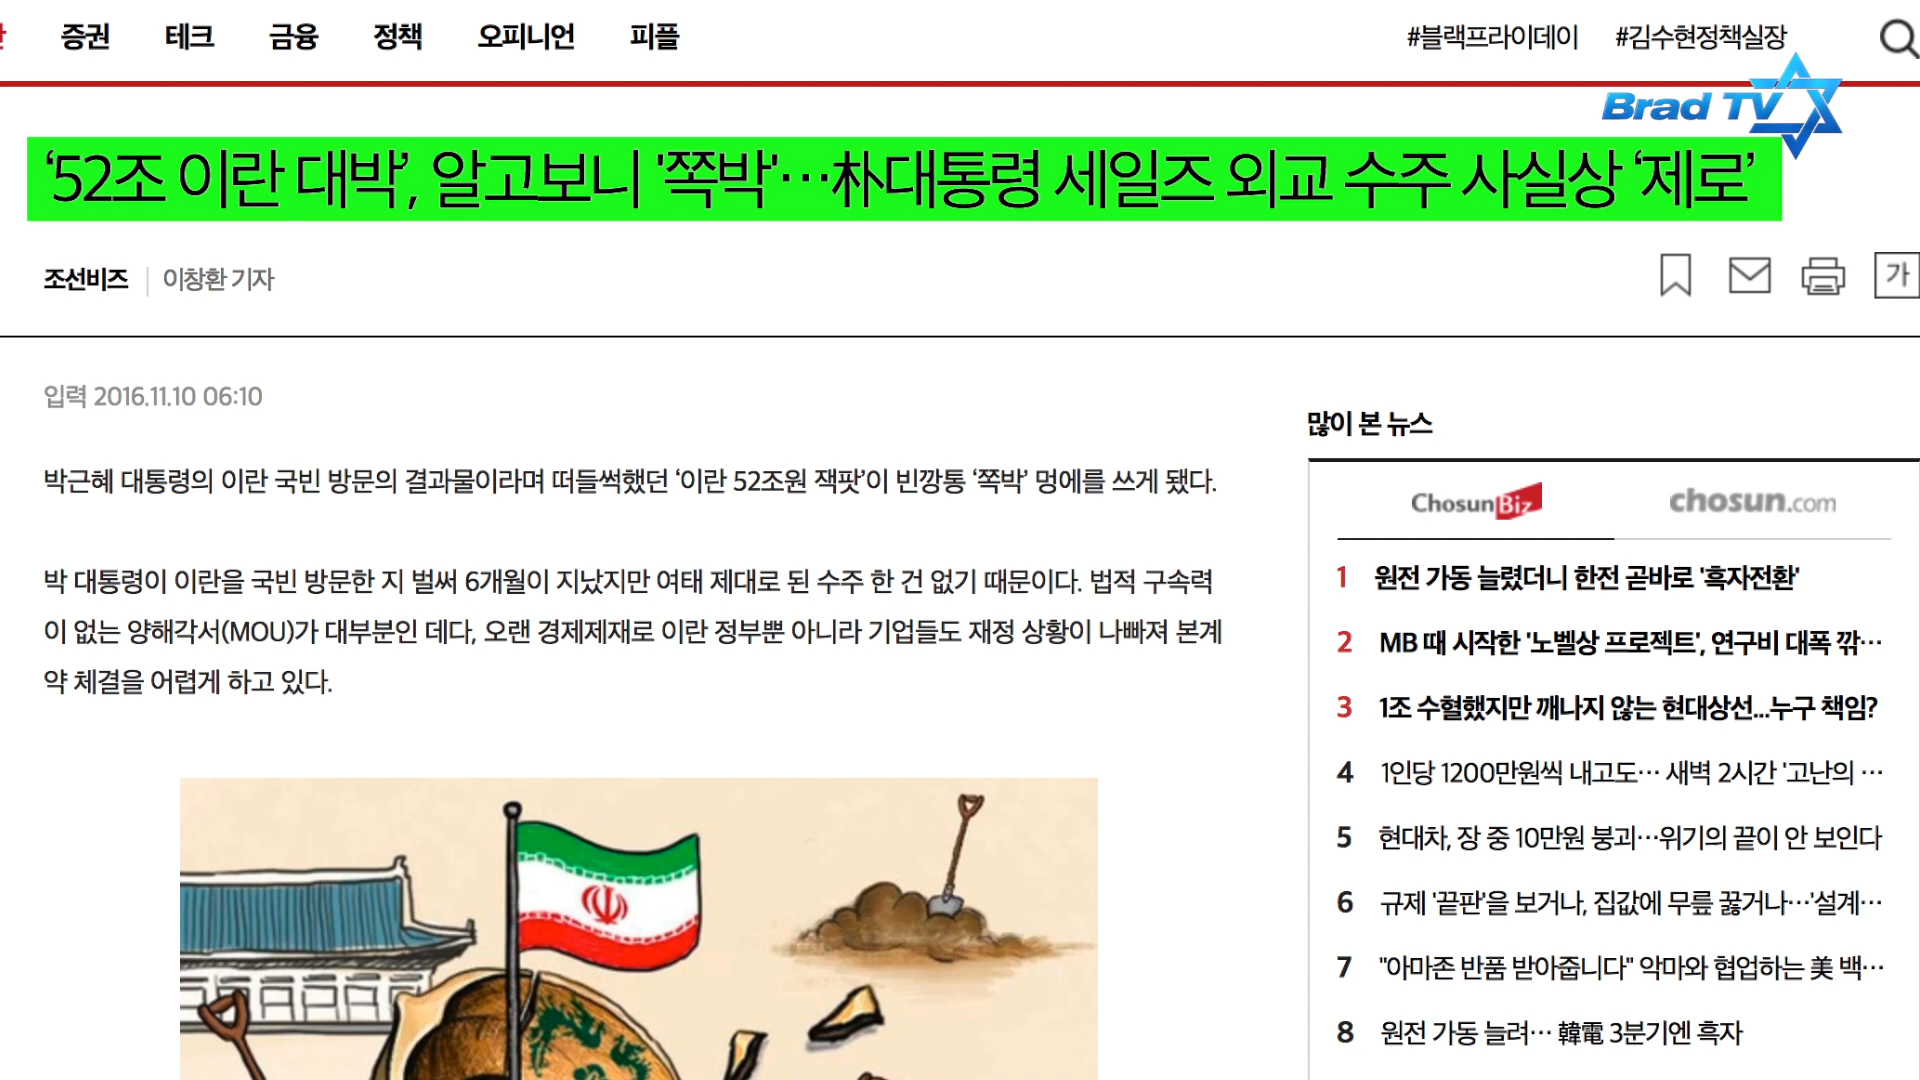 증권 테크 금융 정책 오피니언 피플 #블랙프라이데이 #김수현정책실장
Brad TV
‘52조 이란 대박’, 알고보니 '쪽박'…朴대통령 세일즈 외교 수주 사실상 ‘제로’
조선비즈 이창환 기자
가
입력 2016.11.10 06:10
박근혜 대통령의 이란 국빈 방문의 결과물이라며 떠들썩했던 ‘이란 52조원 잭팟’이 빈깡통 ‘쪽박’ 멍에를 쓰게 됐다.
박 대통령이 이란을 국빈 방문한 지 벌써 6개월이 지났지만 여태 제대로 된 수주 한 건 없기 때문이다. 법적 구속력
이 없는 양해각서(MOU)가 대부분인 데다, 오랜 경제제재로 이란 정부뿐 아니라 기업들도 재정 상황이 나빠져 본계
약 체결을 어렵게 하고 있다.
많이 본 뉴스
ChosunBiz chosun.com
1 원전 가동 늘렸더니 한전 곧바로 '흑자전환'
2 MB 때 시작한 '노벨상 프로젝트', 연구비 대폭 깎…
3 1조 수혈했지만 깨나지 않는 현대상선...누구 책임?
4 1인당 1200만원씩 내고도… 새벽 2시간 '고난의 …
5 현대차, 장 중 10만원 붕괴…위기의 끝이 안 보인다
6 규제 '끝판'을 보거나, 집값에 무릎 꿇거나…'설계…
7 "아마존 반품 받아줍니다" 악마와 협업하는 美 백…
8 원전 가동 늘려… 韓電 3분기엔 흑자